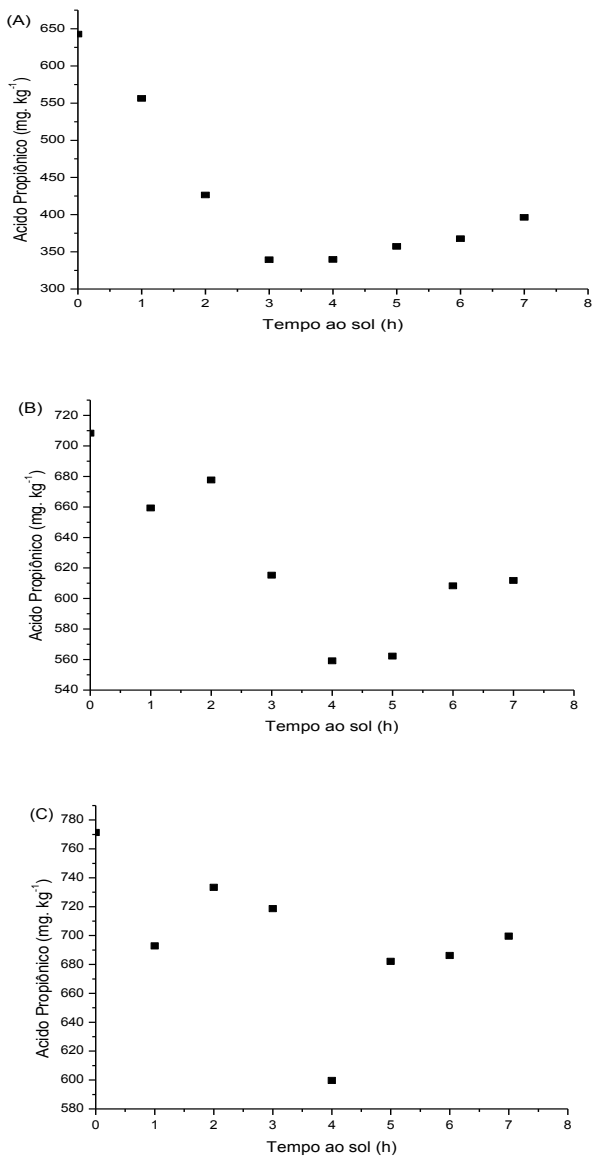 (A)
650
600
550
500
450
400
350
300
Acido Propiônico (mg. kg⁻¹)
0 1 2 3 4 5 6 7 8
Tempo ao sol (h)
(B)
720
700
680
660
640
620
600
580
560
540
Acido Propiônico (mg. kg⁻¹)
0 1 2 3 4 5 6 7 8
Tempo ao sol (h)
(C)
780
760
740
720
700
680
660
640
620
600
580
Acido Propiônico (mg. kg⁻¹)
0 1 2 3 4 5 6 7 8
Tempo ao sol (h)